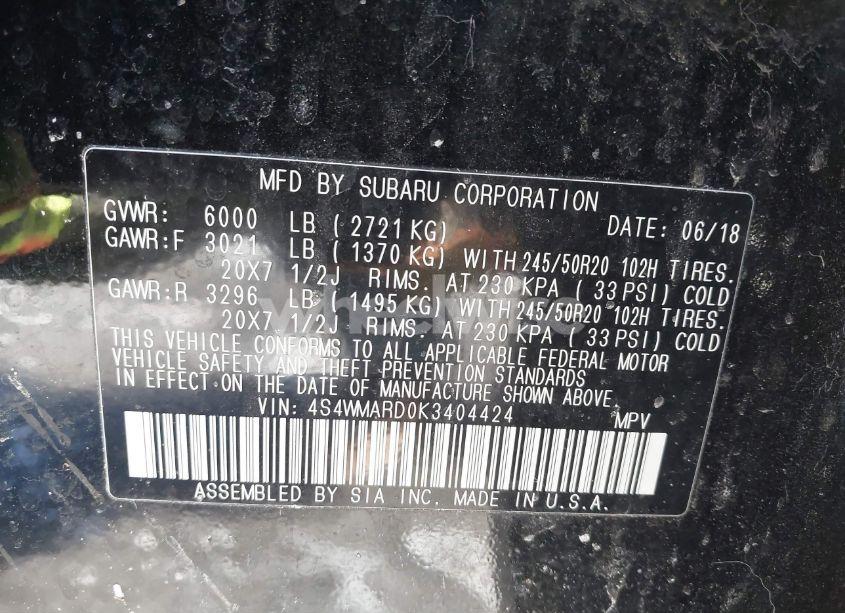 MFD BY SUBARU CORPORATION
GVWR: 6000 LB ( 2721 KG) DATE: 06/18
GAWR:F 3021 LB ( 1370 KG) WITH 245/50R20 102H TIRES.
20X7 1/2J RIMS. AT 230 KPA ( 33 PSI) COLD
GAWR:R 3296 LB ( 1495 KG) WITH 245/50R20 102H TIRES.
20X7 1/2J RIMS. AT 230 KPA ( 33 PSI) COLD
THIS VEHICLE CONFORMS TO ALL APPLICABLE FEDERAL MOTOR
VEHICLE SAFETY AND THEFT PREVENTION STANDARDS
IN EFFECT ON THE DATE OF MANUFACTURE SHOWN ABOVE.
VIN: 4S4WMARD0K3404424 MPV
ASSEMBLED BY SIA INC. MADE IN U.S.A.